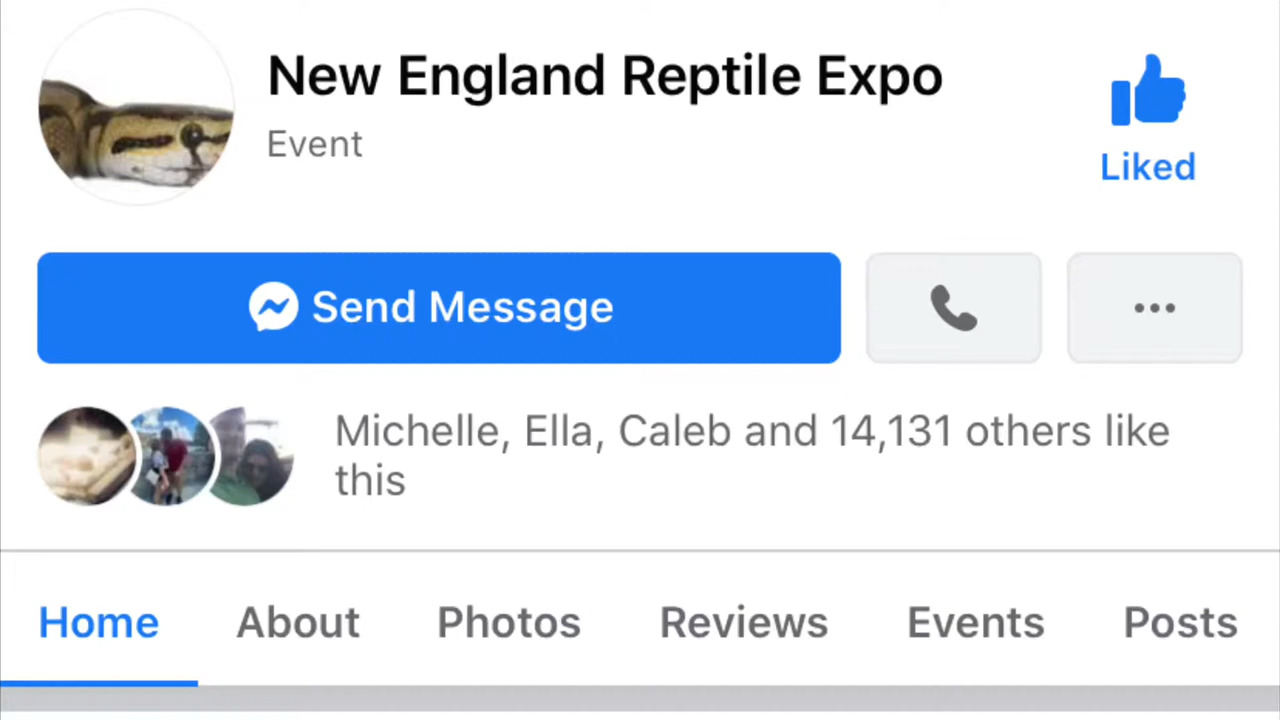 New England Reptile Expo
Event
Liked
Send Message
Michelle, Ella, Caleb and 14,131 others like
this
Home About Photos Reviews Events Posts